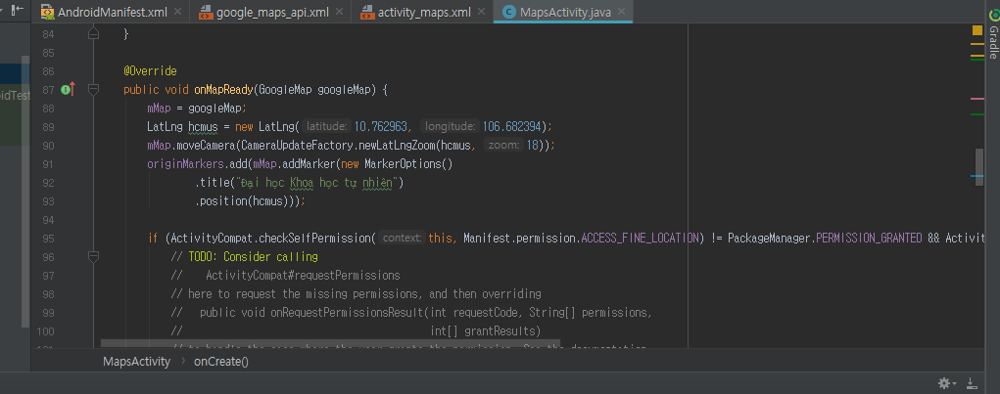 AndroidManifest.xml google_maps_api.xml activity_maps.xml MapsActivity.java
Gradle
84 }
85
86 @Override
87 public void onMapReady(GoogleMap googleMap) {
88 mMap = googleMap;
89 LatLng hcmus = new LatLng( latitude: 10.762963, longitude: 106.682394);
90 mMap.moveCamera(CameraUpdateFactory.newLatLngZoom(hcmus, zoom: 18));
91 originMarkers.add(mMap.addMarker(new MarkerOptions()
92 .title("Đại học Khoa học tự nhiên")
93 .position(hcmus)));
94
95 if (ActivityCompat.checkSelfPermission( context: this, Manifest.permission.ACCESS_FINE_LOCATION) != PackageManager.PERMISSION_GRANTED && Activit
96 // TODO: Consider calling
97 // ActivityCompat#requestPermissions
98 // here to request the missing permissions, and then overriding
99 // public void onRequestPermissionsResult(int requestCode, String[] permissions,
100 // int[] grantResults)
oidTest
MapsActivity onCreate()